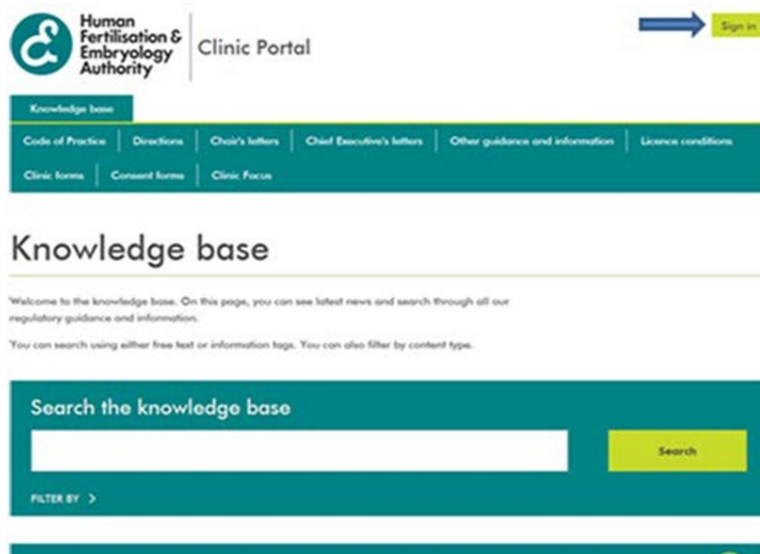 Human
Fertilisation &
Embryology
Authority
Clinic Portal
Sign in
Knowledge base
Code of Practice
Directions
Chair's letters
Chief Executive's letters
Other guidance and information
Licence conditions
Clinic forms
Consent forms
Clinic Focus
Knowledge base
Welcome to the knowledge base. On this page, you can see latest news and search through all our
regulatory guidance and information.
You can search using either free text or information tags. You can also filter by content type.
Search the knowledge base
Search
FILTER BY >